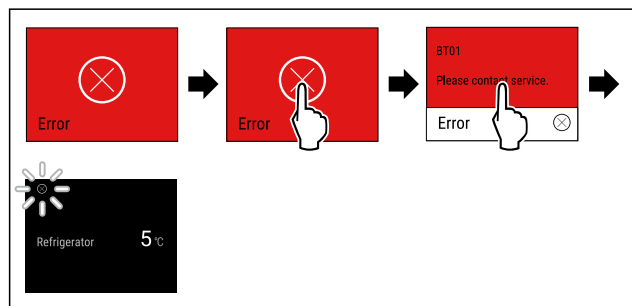 Error
Error
BT01
Please contact service.
Error
Refrigerator 5 °C